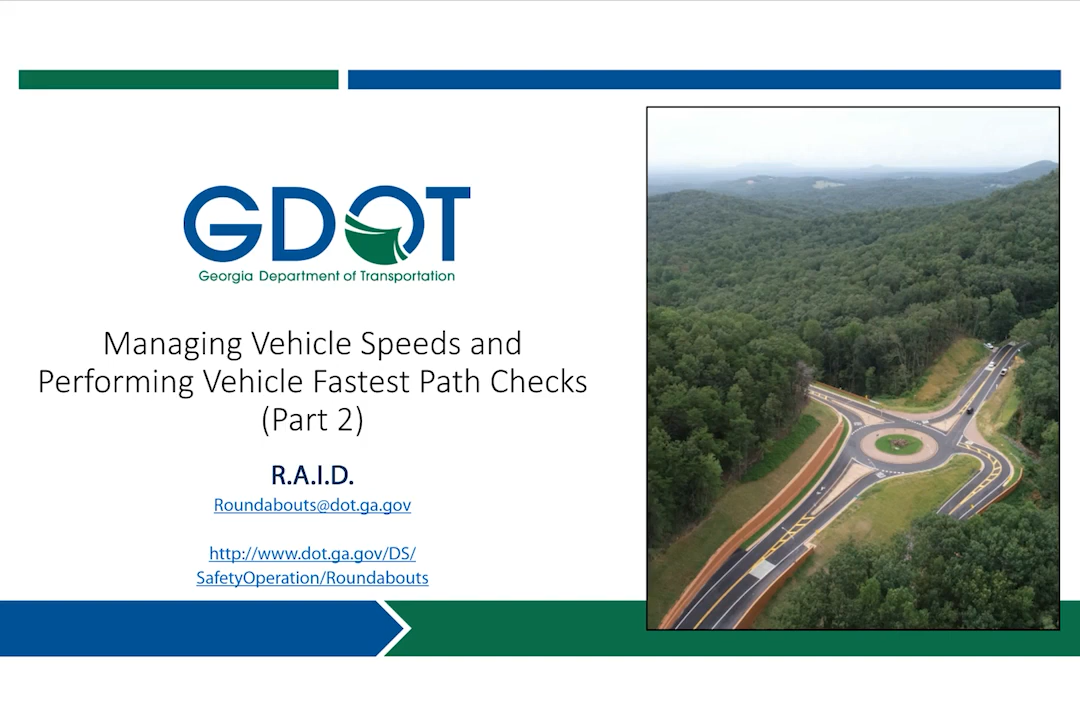 GDOT
Georgia Department of Transportation
Managing Vehicle Speeds and
Performing Vehicle Fastest Path Checks
(Part 2)
R.A.I.D.
Roundabouts@dot.ga.gov
http://www.dot.ga.gov/DS/
SafetyOperation/Roundabouts